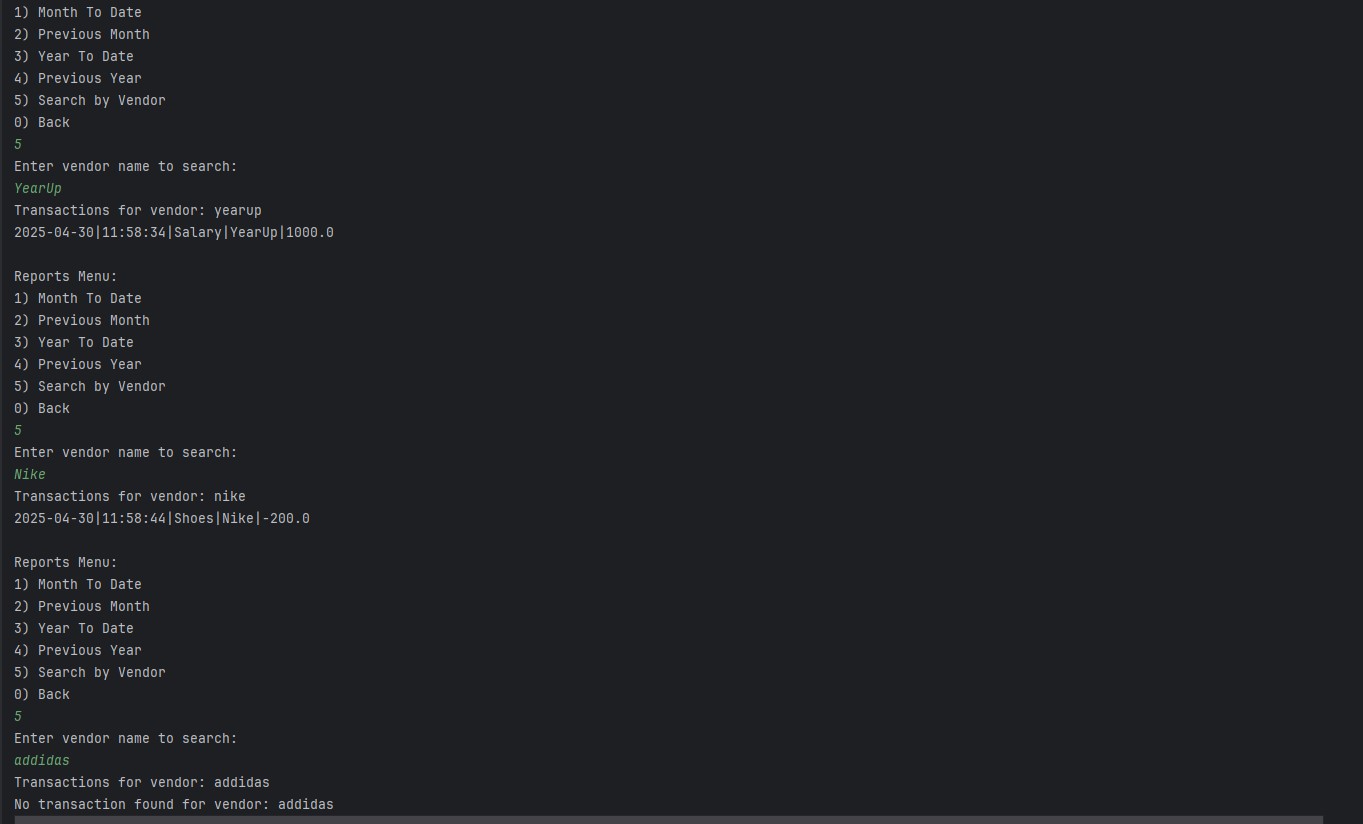 1) Month To Date
2) Previous Month
3) Year To Date
4) Previous Year
5) Search by Vendor
0) Back
5
Enter vendor name to search:
YearUp
Transactions for vendor: yearup
2025-04-30|11:58:34|Salary|YearUp|1000.0
Reports Menu:
1) Month To Date
2) Previous Month
3) Year To Date
4) Previous Year
5) Search by Vendor
0) Back
5
Enter vendor name to search:
Nike
Transactions for vendor: nike
2025-04-30|11:58:44|Shoes|Nike|-200.0
Reports Menu:
1) Month To Date
2) Previous Month
3) Year To Date
4) Previous Year
5) Search by Vendor
0) Back
5
Enter vendor name to search:
addidas
Transactions for vendor: addidas
No transaction found for vendor: addidas